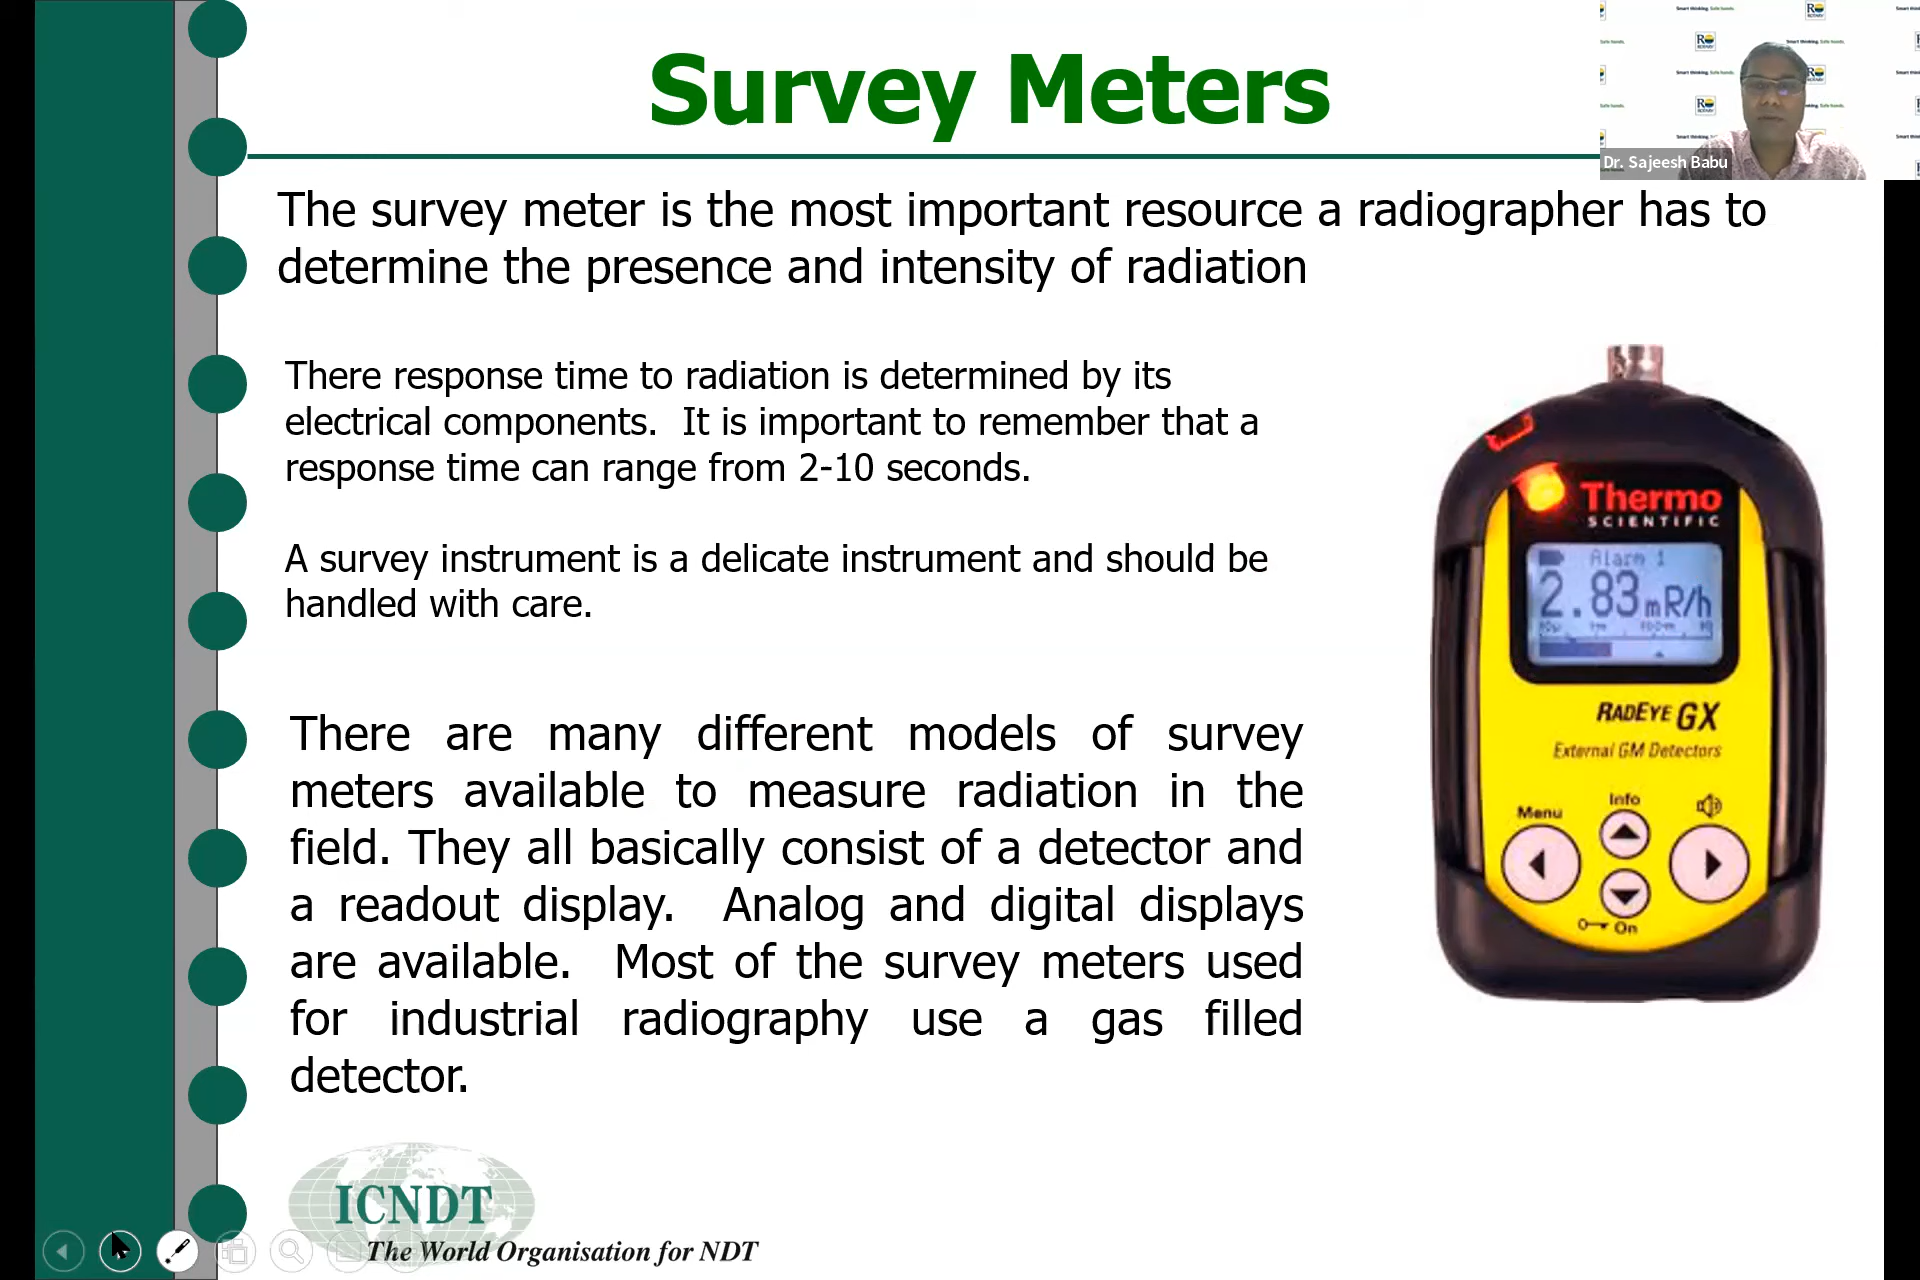 Survey Meters
Dr. Sajeesh Babu
The survey meter is the most important resource a radiographer has to
determine the presence and intensity of radiation
There response time to radiation is determined by its
electrical components.  It is important to remember that a
response time can range from 2-10 seconds.
A survey instrument is a delicate instrument and should be
handled with care.
There are many different models of survey
meters available to measure radiation in the
field. They all basically consist of a detector and
a readout display.  Analog and digital displays
are available.  Most of the survey meters used
for industrial radiography use a gas filled
detector.
Thermo
SCIENTIFIC
Alarm 1
2.83 mR/h
RADEYE GX
External GM Detectors
Menu
Info
On
ICNDT
The World Organisation for NDT